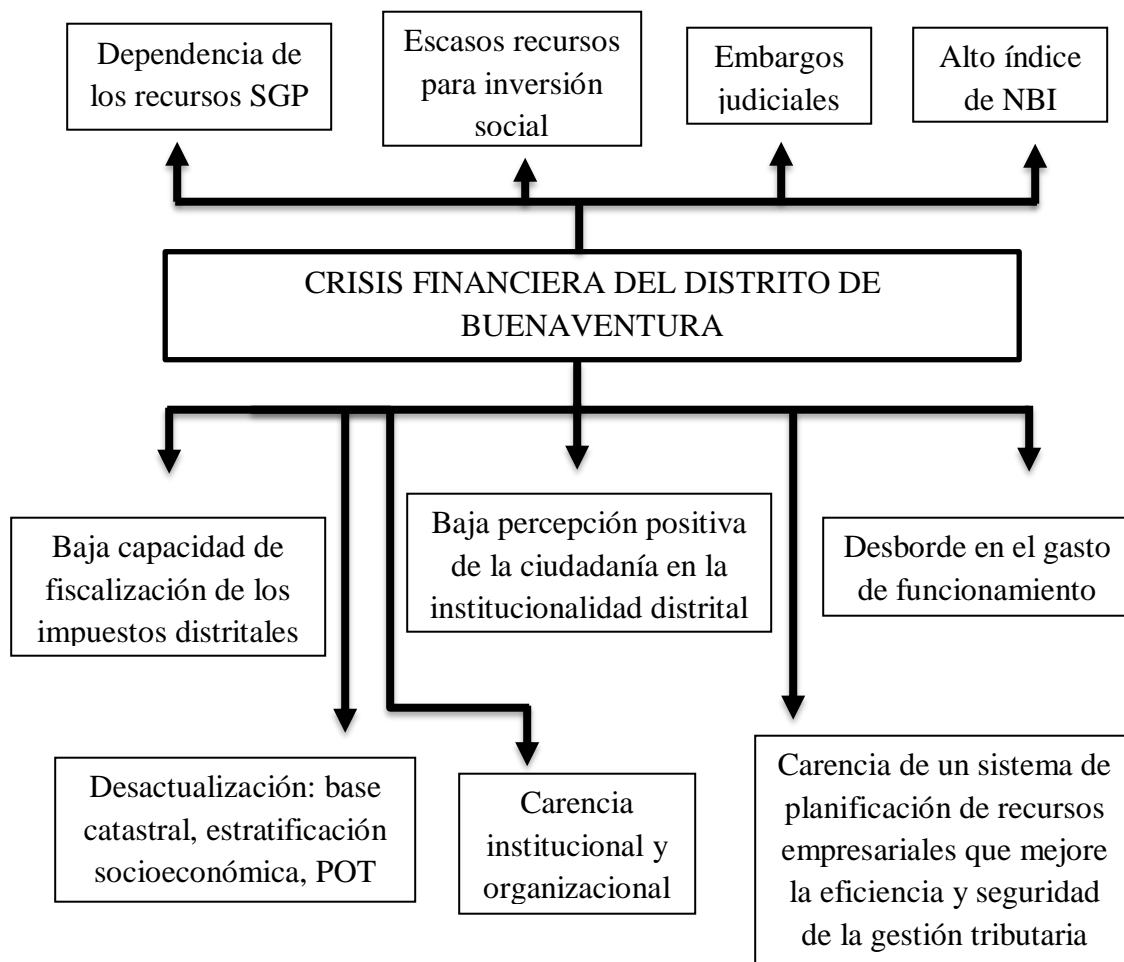 Dependencia de
los recursos SGP
Escasos recursos
para inversión
social
Embargos
judiciales
Alto índice
de NBI
CRISIS FINANCIERA DEL DISTRITO DE
BUENAVENTURA
Baja capacidad de
fiscalización de los
impuestos distritales
Baja percepción positiva
de la ciudadanía en la
institucionalidad distrital
Desborde en el gasto
de funcionamiento
Desactualización: base
catastral, estratificación
socioeconómica, POT
Carencia
institucional y
organizacional
Carencia de un sistema de
planificación de recursos
empresariales que mejore
la eficiencia y seguridad
de la gestión tributaria